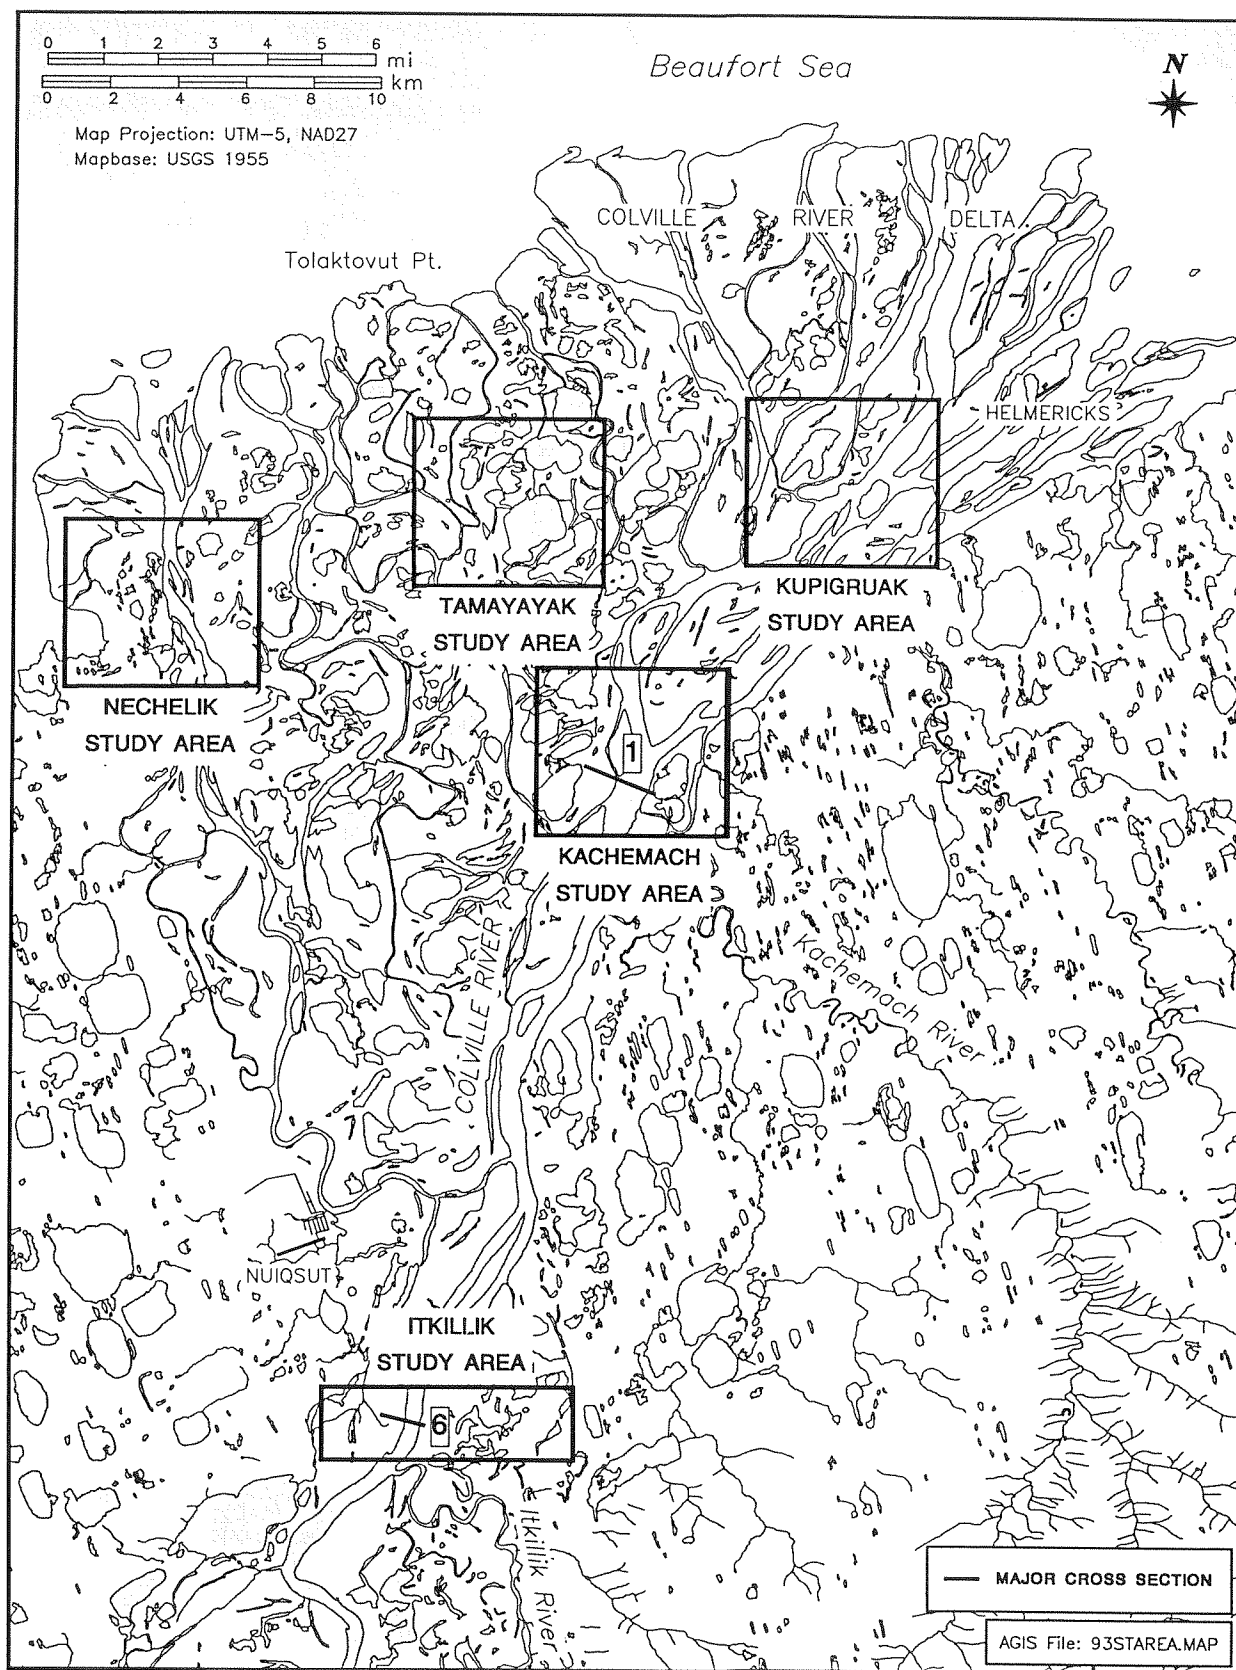 0 1 2 3 4 5 6 mi
0 2 4 6 8 10 km
Map Projection: UTM-5, NAD27
Mapbase: USGS 1955
Beaufort Sea
N
COLVILLE RIVER DELTA
Tolaktovut Pt.
HELMERICKS
TAMAYAYAK
STUDY AREA
KUPIGRUAK
STUDY AREA
NECHELIK
STUDY AREA
1
KACHEMACH
STUDY AREA
COLVILLE RIVER
Kachemach River
NUIQSUT
ITKILLIK
STUDY AREA
6
Itkillik River
MAJOR CROSS SECTION
AGIS File: 93STAREA.MAP